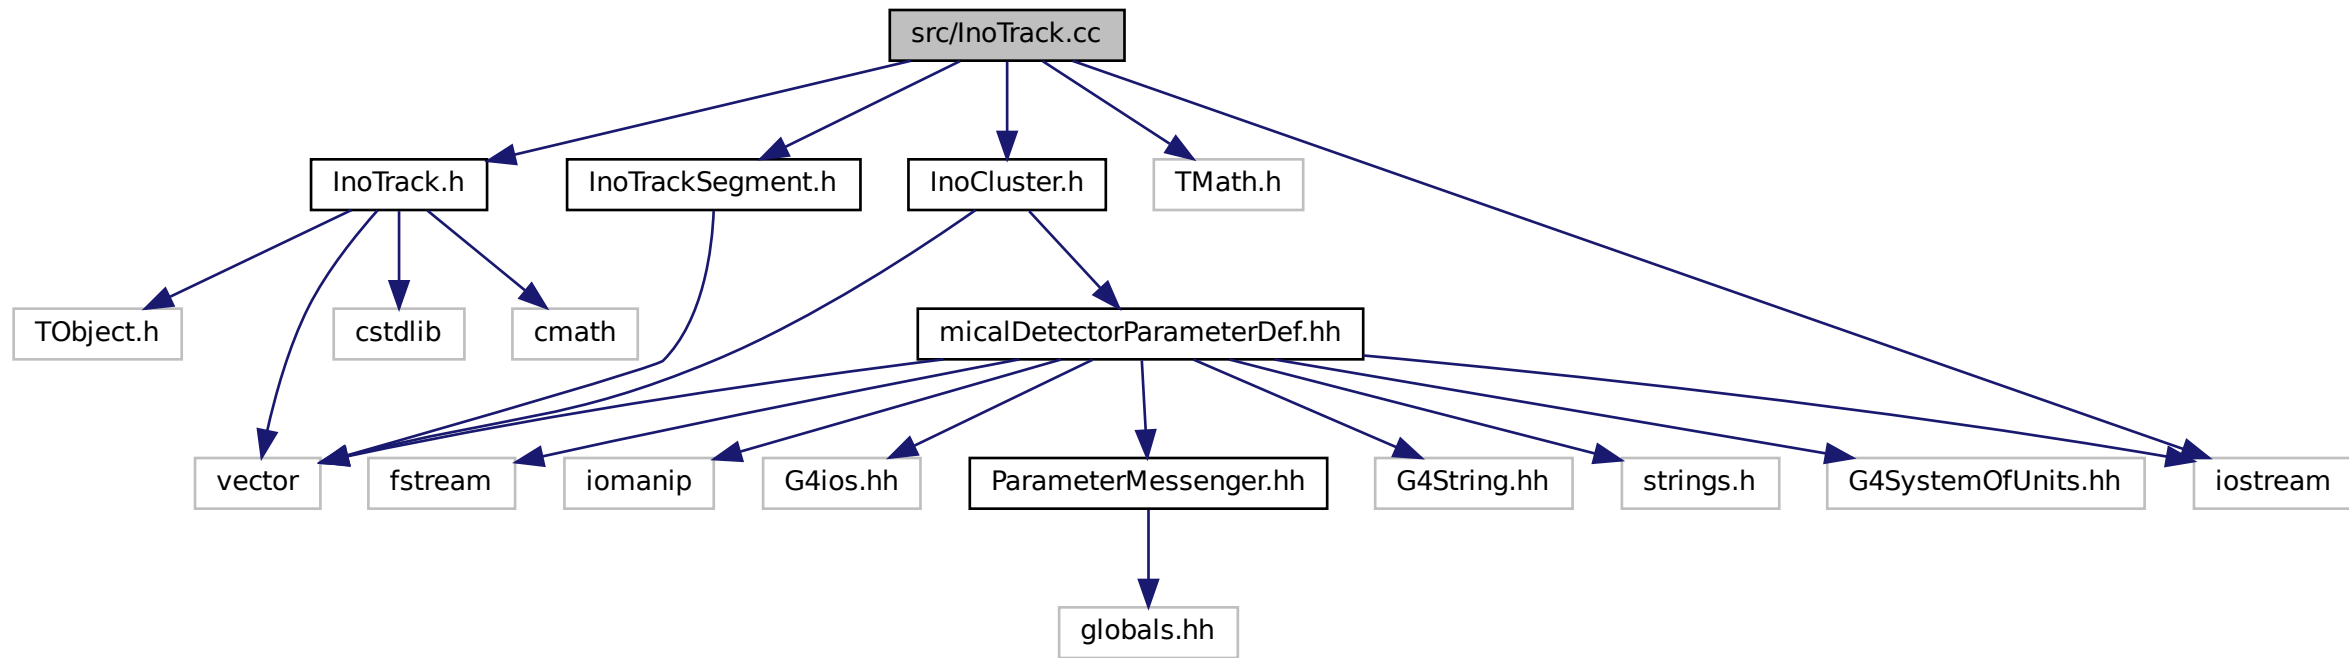 src/InoTrack.cc
InoTrack.h
InoTrackSegment.h
InoCluster.h
TMath.h
TObject.h
cstdlib
cmath
micalDetectorParameterDef.hh
vector
fstream
iomanip
G4ios.hh
ParameterMessenger.hh
G4String.hh
strings.h
G4SystemOfUnits.hh
iostream
globals.hh